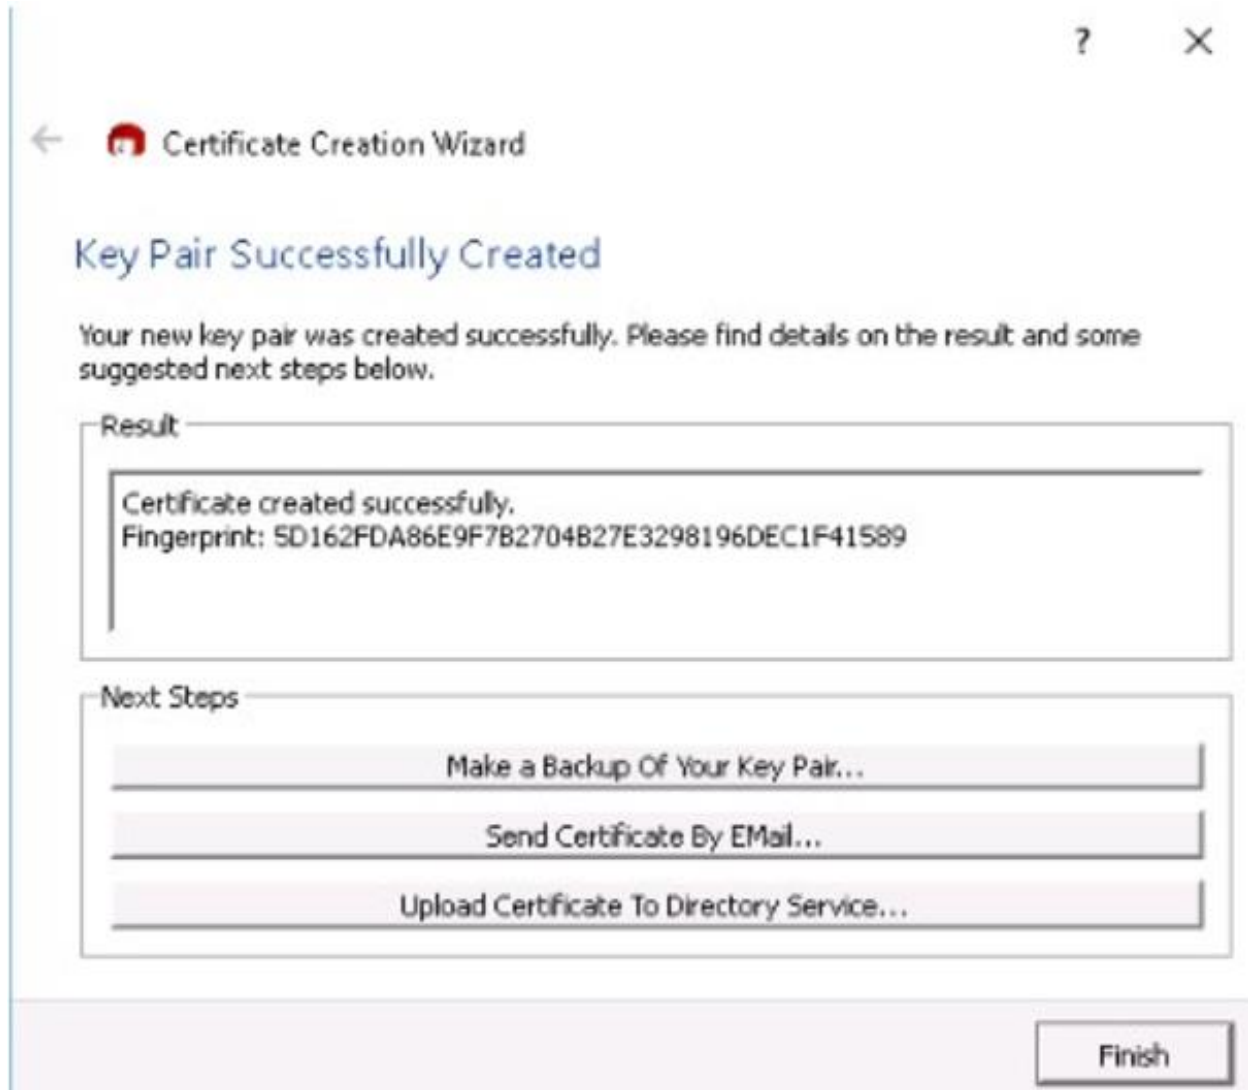 ?
Certificate Creation Wizard
Key Pair Successfully Created
Your new key pair was created successfully. Please find details on the result and some
suggested next steps below.
Result
Certificate created successfully.
Fingerprint: 5D162FDA86E9F7B2704B27E3298196DEC1F41589
Next Steps
Make a Backup Of Your Key Pair...
Send Certificate By EMail...
Upload Certificate To Directory Service...
Finish